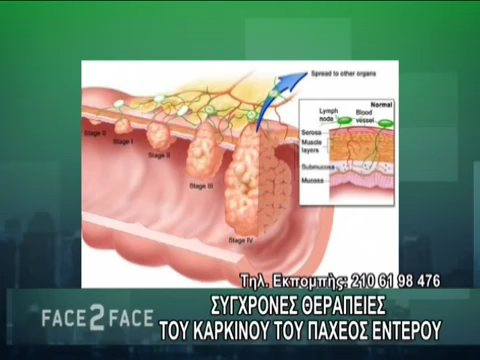 Spread to other organs
Normal
Lymph node
Blood vessel
Serosa
Muscle layers
Submucosa
Mucosa
Stage 0
Stage I
Stage II
Stage III
Stage IV
Τηλ. Εκπομπής: 210 61 98 476
FACE2FACE
ΣΥΓΧΡΟΝΕΣ ΘΕΡΑΠΕΙΕΣ
ΤΟΥ ΚΑΡΚΙΝΟΥ ΤΟΥ ΠΑΧΕΟΣ ΕΝΤΕΡΟΥ